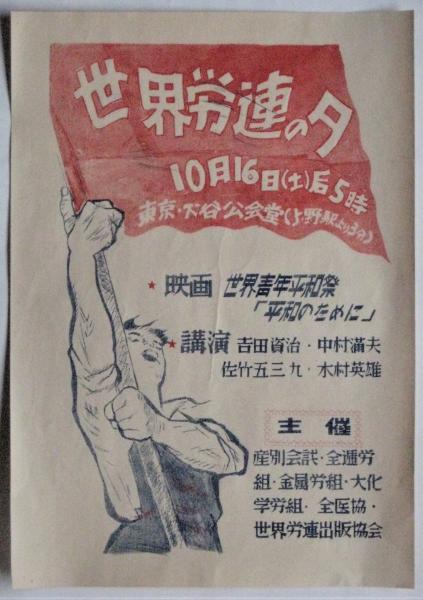 世界労連の夕
10月16日(土)后5時
東京・下谷公会堂(上野駅より3分)
★映画 世界青年平和祭
「平和のために」
★講演 吉田資治・中村満夫
佐竹五三九・木村英雄
主催
産別会議・全運労
組・金属労組・大化
学労組・全医協・
世界労連出版協会